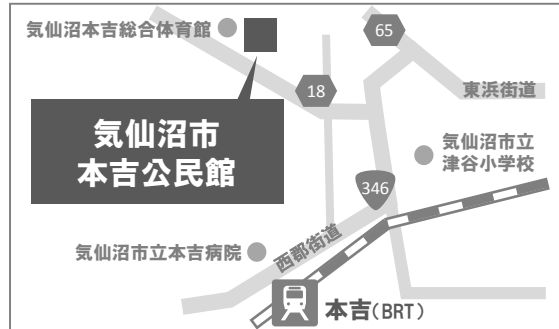 気仙沼本吉総合体育館
65
18
東浜街道
気仙沼市
本吉公民館
気仙沼市立
津谷小学校
346
西郡街道
気仙沼市立本吉病院
本吉(BRT)